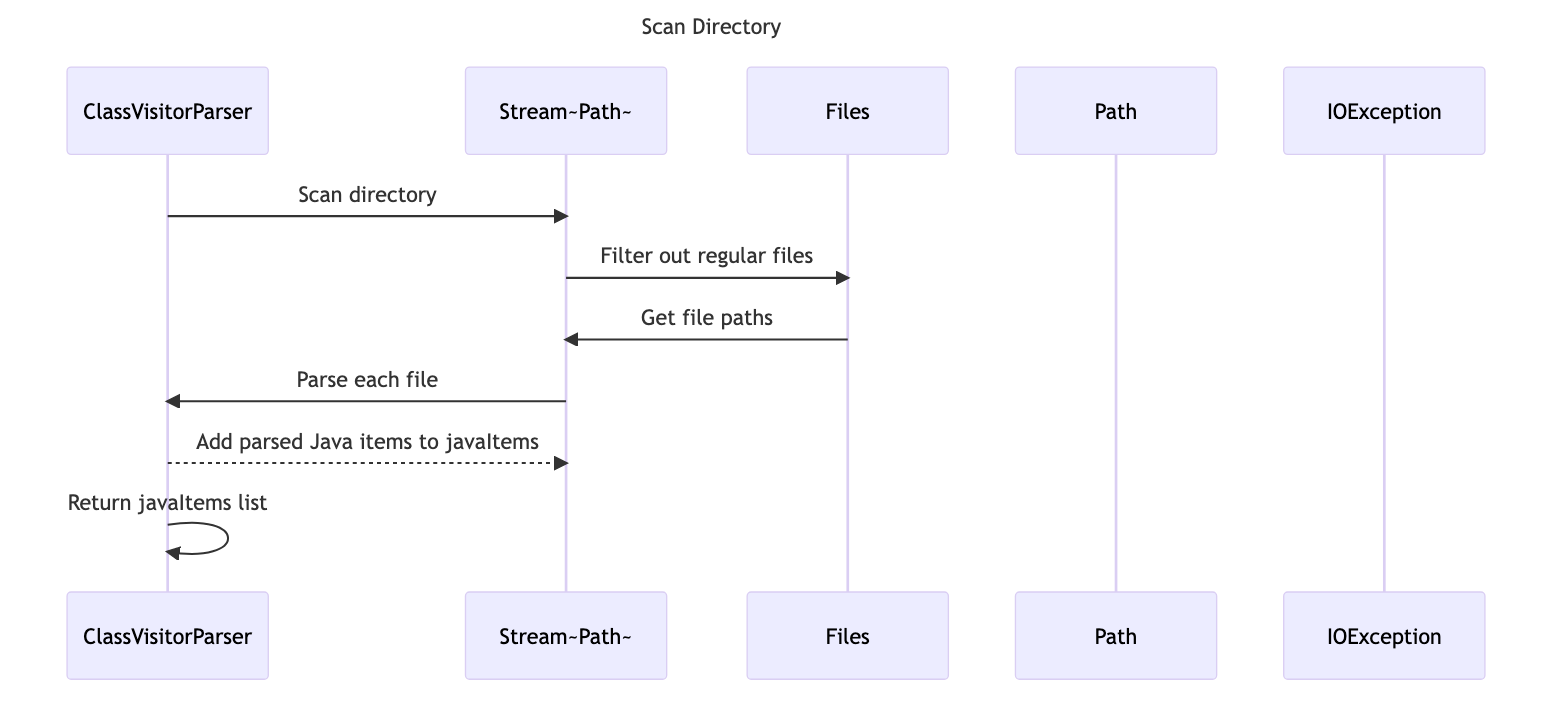 Scan Directory
ClassVisitorParser
Stream~Path~
Files
Path
IOException
Scan directory
Filter out regular files
Get file paths
Parse each file
Add parsed Java items to javaItems
Return javaItems list
ClassVisitorParser
Stream~Path~
Files
Path
IOException